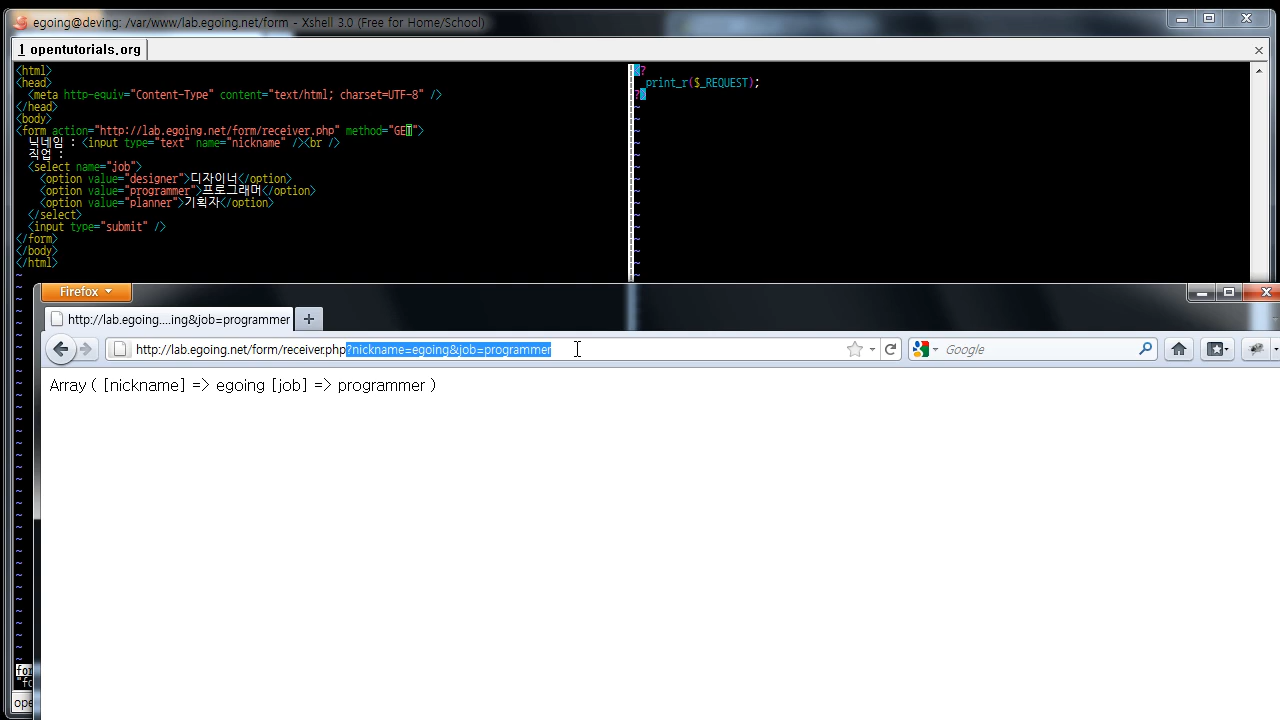 egoing@deving: /var/www/lab.egoing.net/form - Xshell 3.0 (Free for Home/School)
1 opentutorials.org
<html>
<head>
<meta http-equiv="Content-Type" content="text/html; charset=UTF-8" />
</head>
<body>
<form action="http://lab.egoing.net/form/receiver.php" method="GET">
닉네임 : <input type="text" name="nickname" /><br />
직업 :
<select name="job">
<option value="designer">디자이너</option>
<option value="programmer">프로그래머</option>
<option value="planner">기획자</option>
</select>
<input type="submit" />
</form>
</body>
</html>
<?
print_r($_REQUEST);
?>
Firefox
http://lab.egoing....ing&job=programmer
http://lab.egoing.net/form/receiver.php?nickname=egoing&job=programmer
Google
Array ( [nickname] => egoing [job] => programmer )